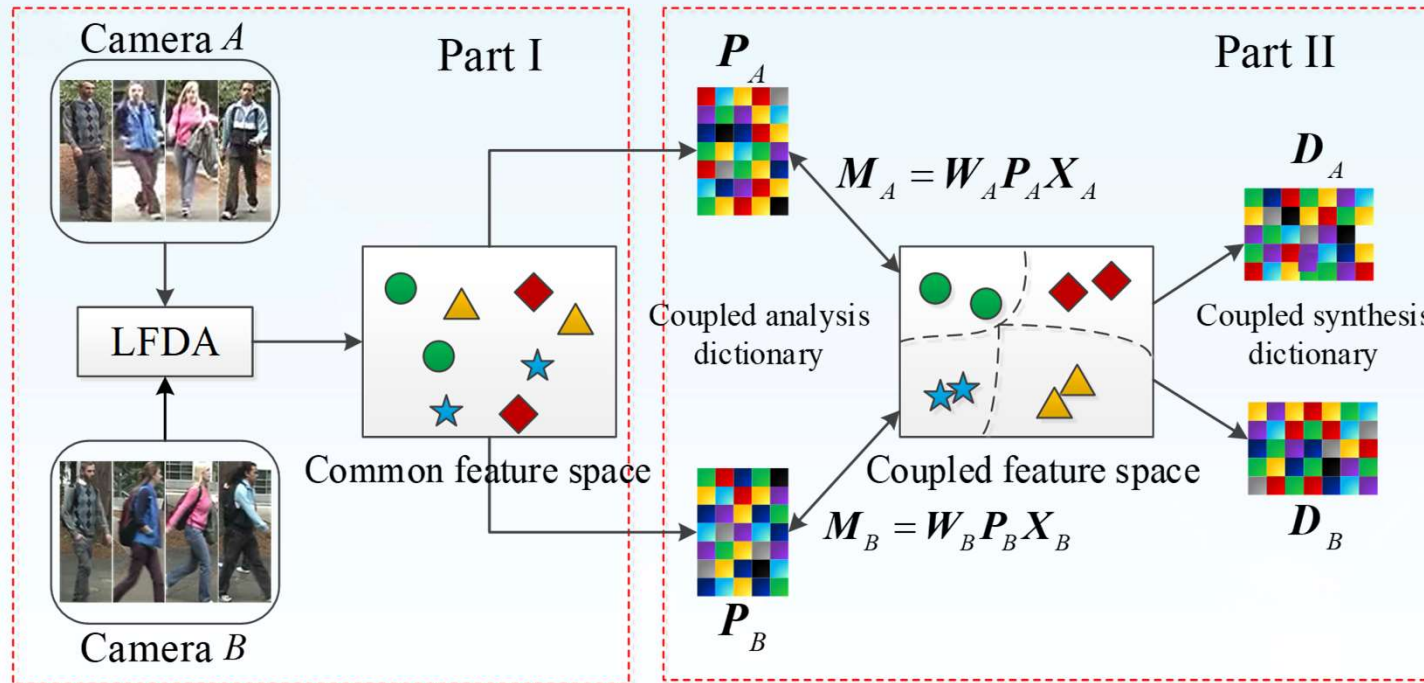 Camera A
Part I
LFDA
Common feature space
Camera B
Part II
P_A
M_A = W_A P_A X_A
D_A
Coupled analysis
dictionary
Coupled synthesis
dictionary
Coupled feature space
M_B = W_B P_B X_B
P_B
D_B